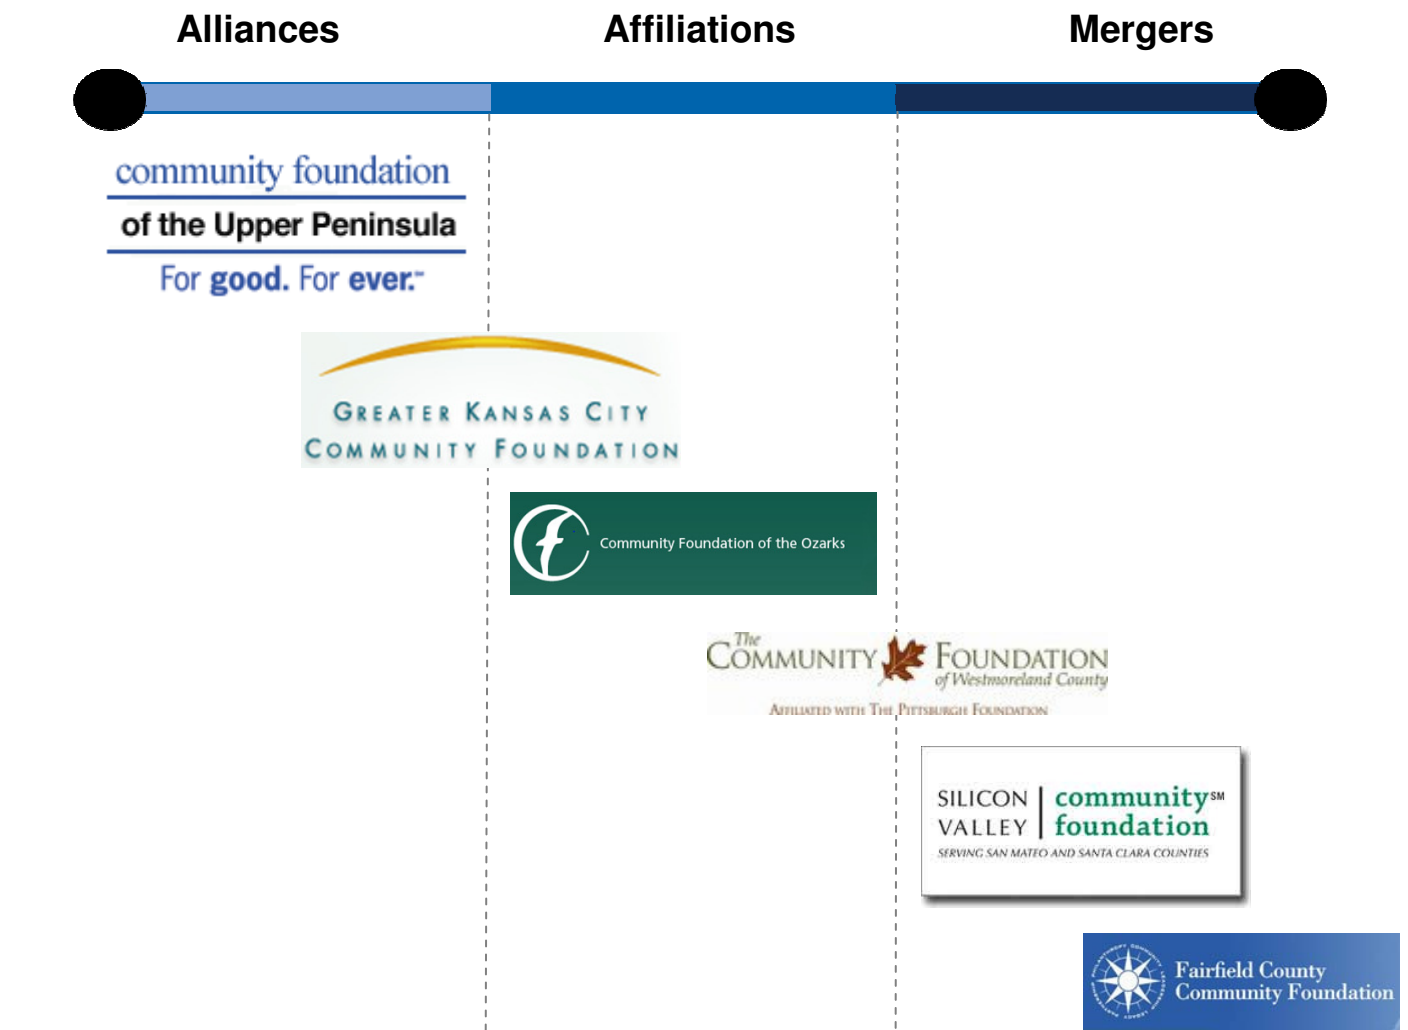 Alliances
Affiliations
Mergers
community foundation
of the Upper Peninsula
For good. For ever.℠
GREATER KANSAS CITY
COMMUNITY FOUNDATION
Community Foundation of the Ozarks
The
COMMUNITY FOUNDATION
of Westmoreland County
AFFILIATED WITH THE PITTSBURGH FOUNDATION
SILICON VALLEY
community℠ foundation
SERVING SAN MATEO AND SANTA CLARA COUNTIES
Fairfield County
Community Foundation